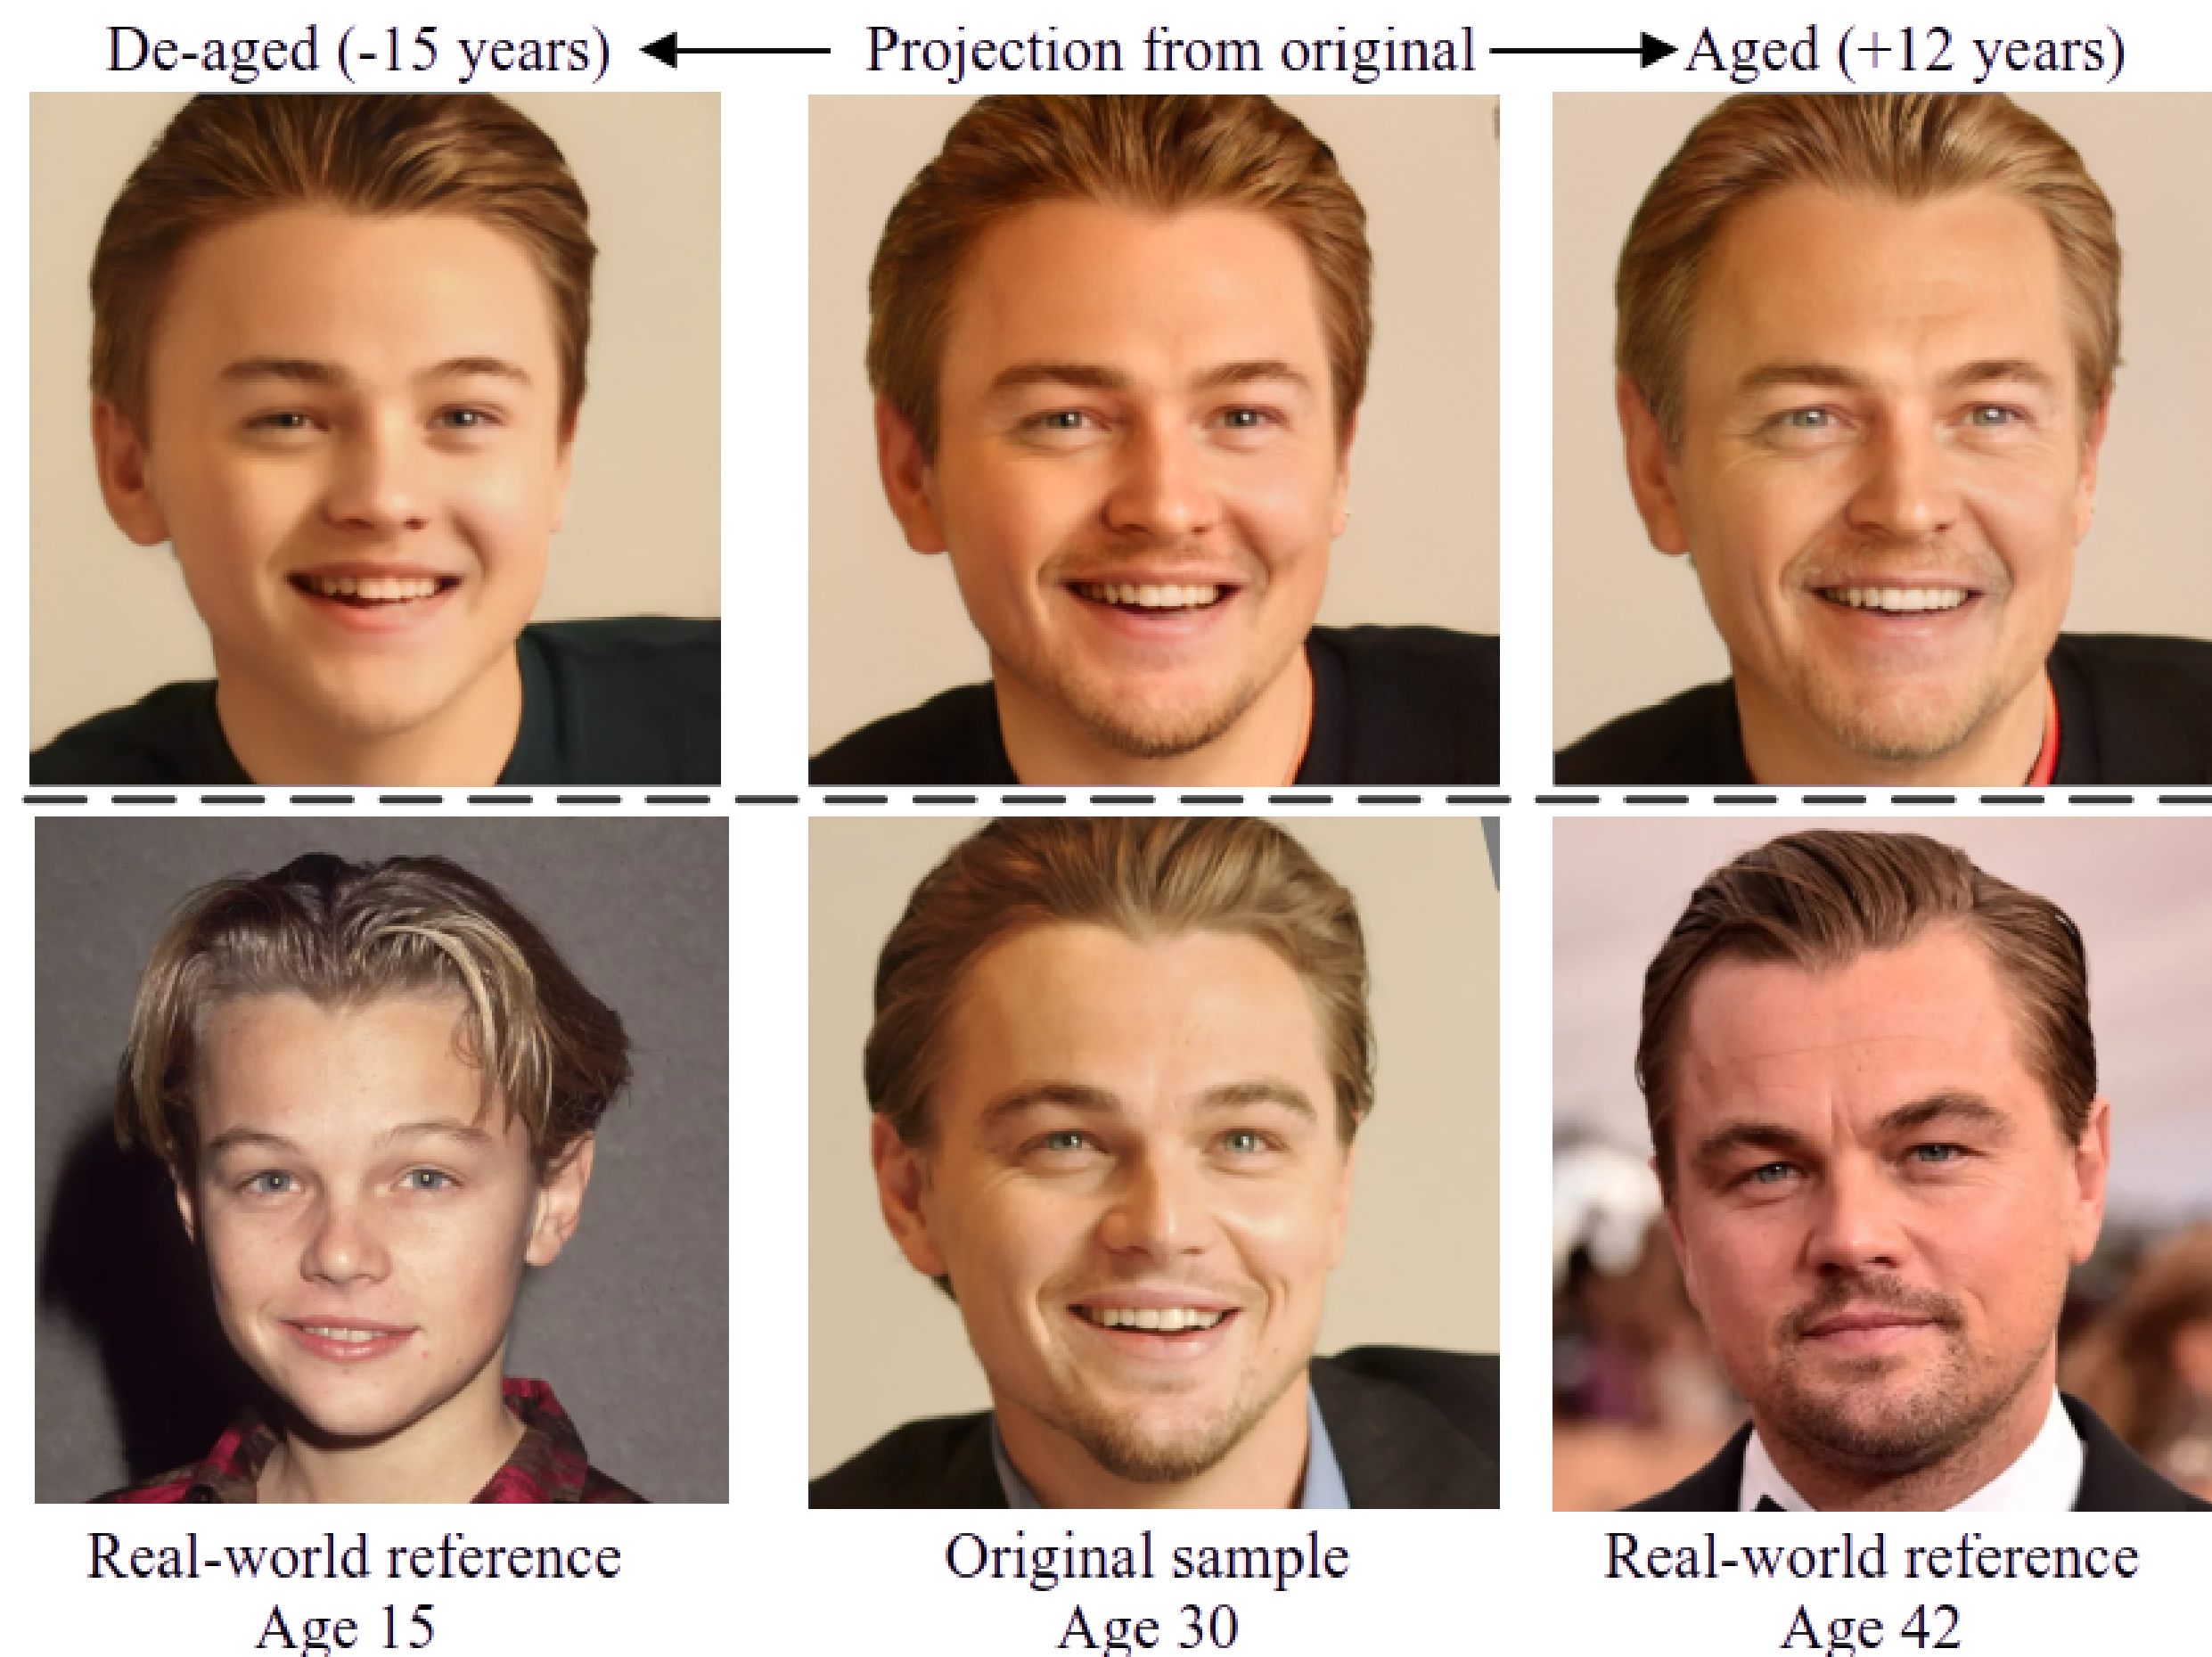 De-aged (-15 years)
Projection from original
Aged (+12 years)
Real-world reference
Age 15
Original sample
Age 30
Real-world reference
Age 42